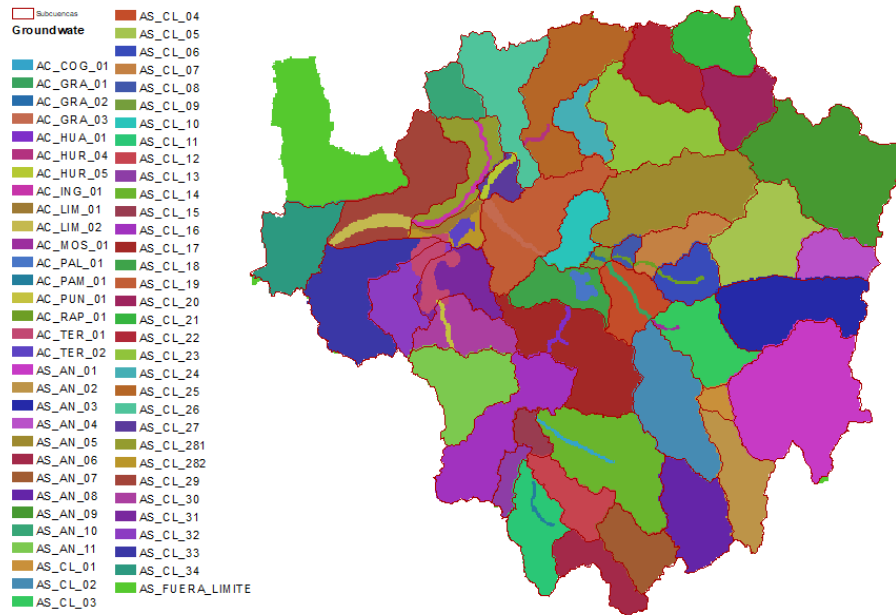 Subcuencas
Groundwate
AC_COG_01
AC_GRA_01
AC_GRA_02
AC_GRA_03
AC_HUA_01
AC_HUR_04
AC_HUR_05
AC_ING_01
AC_LIM_01
AC_LIM_02
AC_MOS_01
AC_PAL_01
AC_PAM_01
AC_PUN_01
AC_RAP_01
AC_TER_01
AC_TER_02
AS_AN_01
AS_AN_02
AS_AN_03
AS_AN_04
AS_AN_05
AS_AN_06
AS_AN_07
AS_AN_08
AS_AN_09
AS_AN_10
AS_AN_11
AS_CL_01
AS_CL_02
AS_CL_03
AS_CL_04
AS_CL_05
AS_CL_06
AS_CL_07
AS_CL_08
AS_CL_09
AS_CL_10
AS_CL_11
AS_CL_12
AS_CL_13
AS_CL_14
AS_CL_15
AS_CL_16
AS_CL_17
AS_CL_18
AS_CL_19
AS_CL_20
AS_CL_21
AS_CL_22
AS_CL_23
AS_CL_24
AS_CL_25
AS_CL_26
AS_CL_27
AS_CL_281
AS_CL_282
AS_CL_29
AS_CL_30
AS_CL_31
AS_CL_32
AS_CL_33
AS_CL_34
AS_FUERA_LIMITE